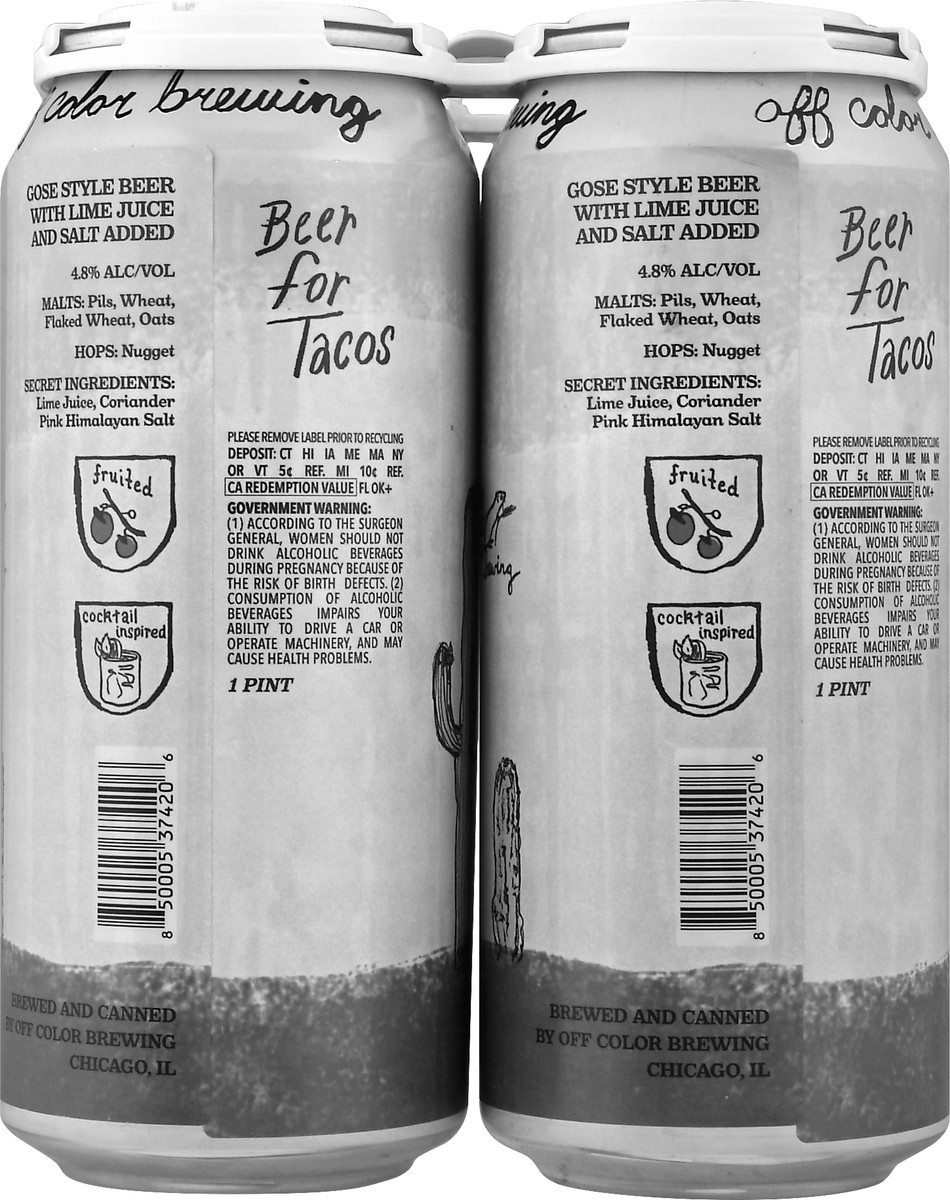 color brewing
GOSE STYLE BEER
WITH LIME JUICE
AND SALT ADDED
4.8% ALC/VOL
MALTS: Pils, Wheat,
Flaked Wheat, Oats
HOPS: Nugget
SECRET INGREDIENTS:
Lime Juice, Coriander
Pink Himalayan Salt
fruited
cocktail
inspired
8 50005 37420 6
BREWED AND CANNED
BY OFF COLOR BREWING
CHICAGO, IL
Beer
for
Tacos
PLEASE REMOVE LABEL PRIOR TO RECYCLING
DEPOSIT: CT HI IA ME MA NY
OR VT 5¢ REF. MI 10¢ REF.
CA REDEMPTION VALUE FL OK+
GOVERNMENT WARNING:
(1) ACCORDING TO THE SURGEON
GENERAL, WOMEN SHOULD NOT
DRINK ALCOHOLIC BEVERAGES
DURING PREGNANCY BECAUSE OF
THE RISK OF BIRTH DEFECTS. (2)
CONSUMPTION OF ALCOHOLIC
BEVERAGES IMPAIRS YOUR
ABILITY TO DRIVE A CAR OR
OPERATE MACHINERY, AND MAY
CAUSE HEALTH PROBLEMS.
1 PINT
wing
off color
GOSE STYLE BEER
WITH LIME JUICE
AND SALT ADDED
4.8% ALC/VOL
MALTS: Pils, Wheat,
Flaked Wheat, Oats
HOPS: Nugget
SECRET INGREDIENTS:
Lime Juice, Coriander
Pink Himalayan Salt
fruited
cocktail
inspired
8 50005 37420 6
BREWED AND CANNED
BY OFF COLOR BREWING
CHICAGO, IL
Beer
for
Tacos
PLEASE REMOVE LABEL PRIOR TO RECYCLING
DEPOSIT: CT HI IA ME MA NY
OR VT 5¢ REF. MI 10¢ REF.
CA REDEMPTION VALUE FL OK+
GOVERNMENT WARNING:
(1) ACCORDING TO THE SURGEON
GENERAL, WOMEN SHOULD NOT
DRINK ALCOHOLIC BEVERAGES
DURING PREGNANCY BECAUSE OF
THE RISK OF BIRTH DEFECTS. (2)
CONSUMPTION OF ALCOHOLIC
BEVERAGES IMPAIRS YOUR
ABILITY TO DRIVE A CAR OR
OPERATE MACHINERY, AND MAY
CAUSE HEALTH PROBLEMS.
1 PINT